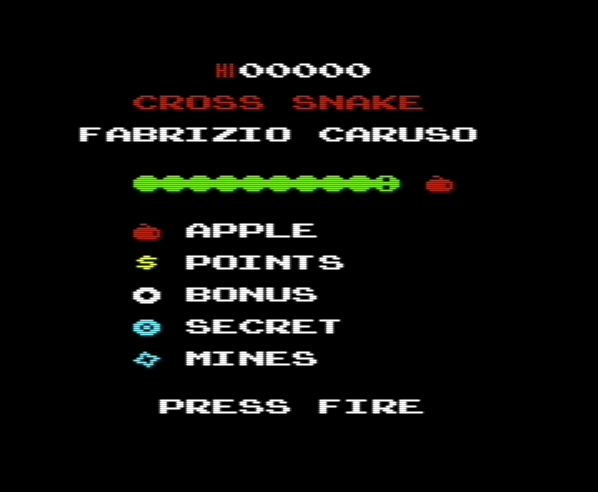 HI00000
CROSS SNAKE
FABRIZIO CARUSO
APPLE
$ POINTS
BONUS
SECRET
MINES
PRESS FIRE